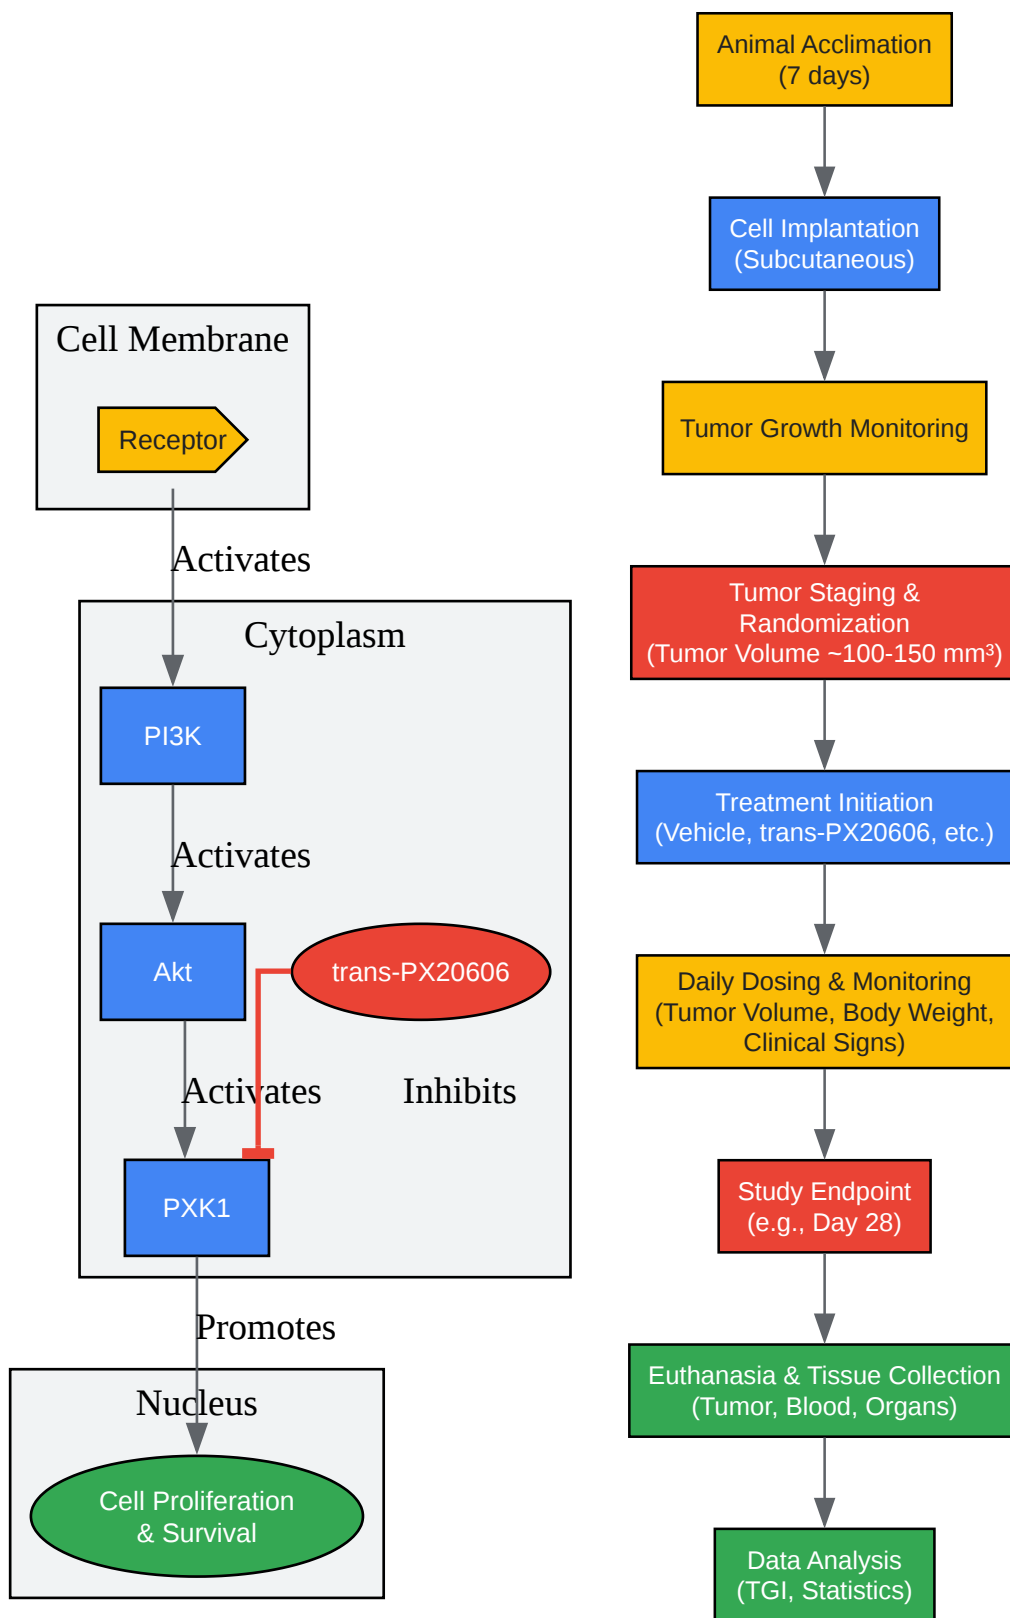 Cell Membrane
Receptor
Activates
Cytoplasm
PI3K
Activates
Akt
trans-PX20606
Activates
Inhibits
PXK1
Promotes
Nucleus
Cell Proliferation
& Survival
Animal Acclimation
(7 days)
Cell Implantation
(Subcutaneous)
Tumor Growth Monitoring
Tumor Staging &
Randomization
(Tumor Volume ~100-150 mm³)
Treatment Initiation
(Vehicle, trans-PX20606, etc.)
Daily Dosing & Monitoring
(Tumor Volume, Body Weight,
Clinical Signs)
Study Endpoint
(e.g., Day 28)
Euthanasia & Tissue Collection
(Tumor, Blood, Organs)
Data Analysis
(TGI, Statistics)